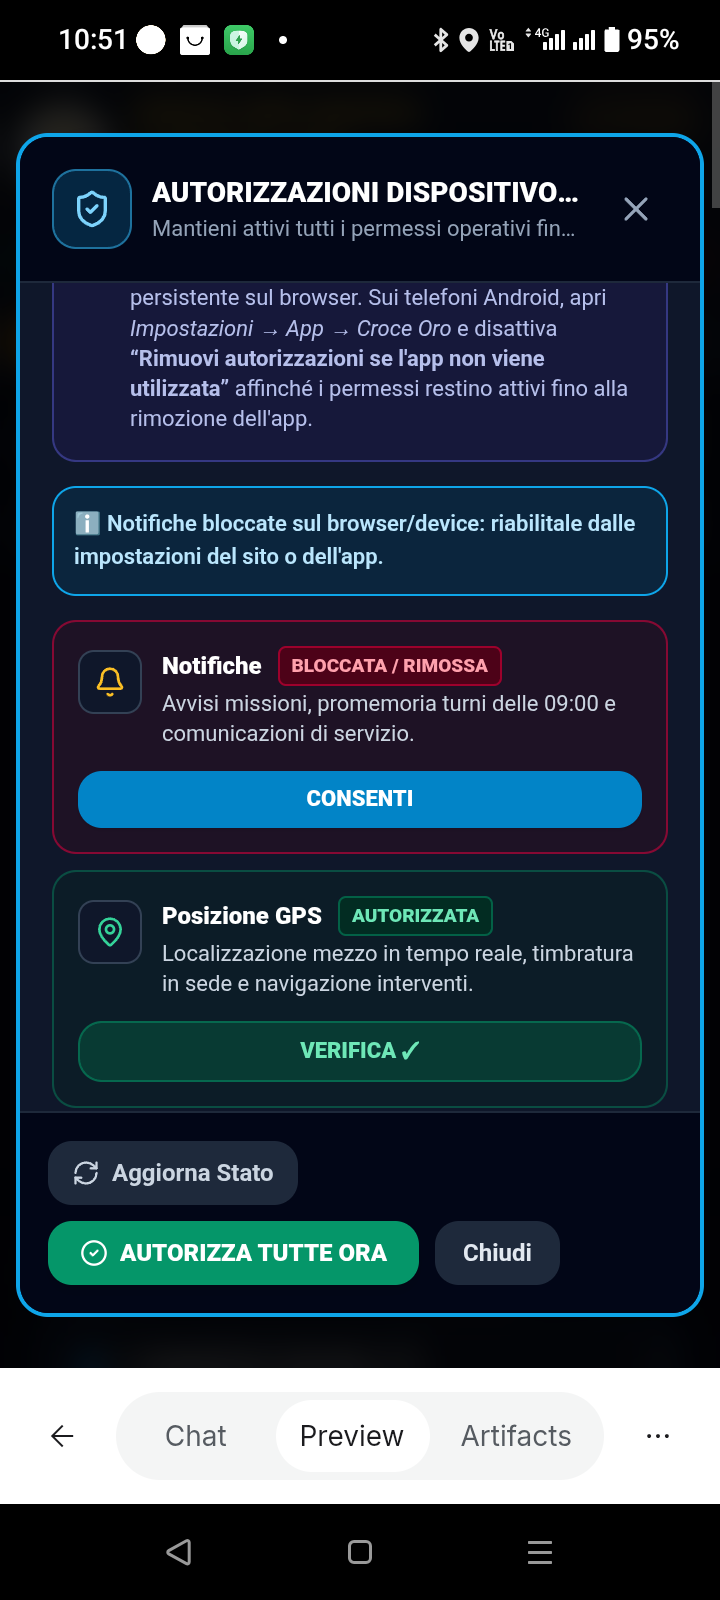 10:51
Vo LTE 4G 95%
AUTORIZZAZIONI DISPOSITIVO...
Mantieni attivi tutti i permessi operativi fin...
persistente sul browser. Sui telefoni Android, apri
Impostazioni → App → Croce Oro e disattiva
“Rimuovi autorizzazioni se l'app non viene
utilizzata” affinché i permessi restino attivi fino alla
rimozione dell'app.
ℹ️ Notifiche bloccate sul browser/device: riabilitale dalle
impostazioni del sito o dell'app.
Notifiche BLOCCATA / RIMOSSA
Avvisi missioni, promemoria turni delle 09:00 e
comunicazioni di servizio.
CONSENTI
Posizione GPS AUTORIZZATA
Localizzazione mezzo in tempo reale, timbratura
in sede e navigazione interventi.
VERIFICA ✓
Aggiorna Stato
AUTORIZZA TUTTE ORA Chiudi
Chat Preview Artifacts